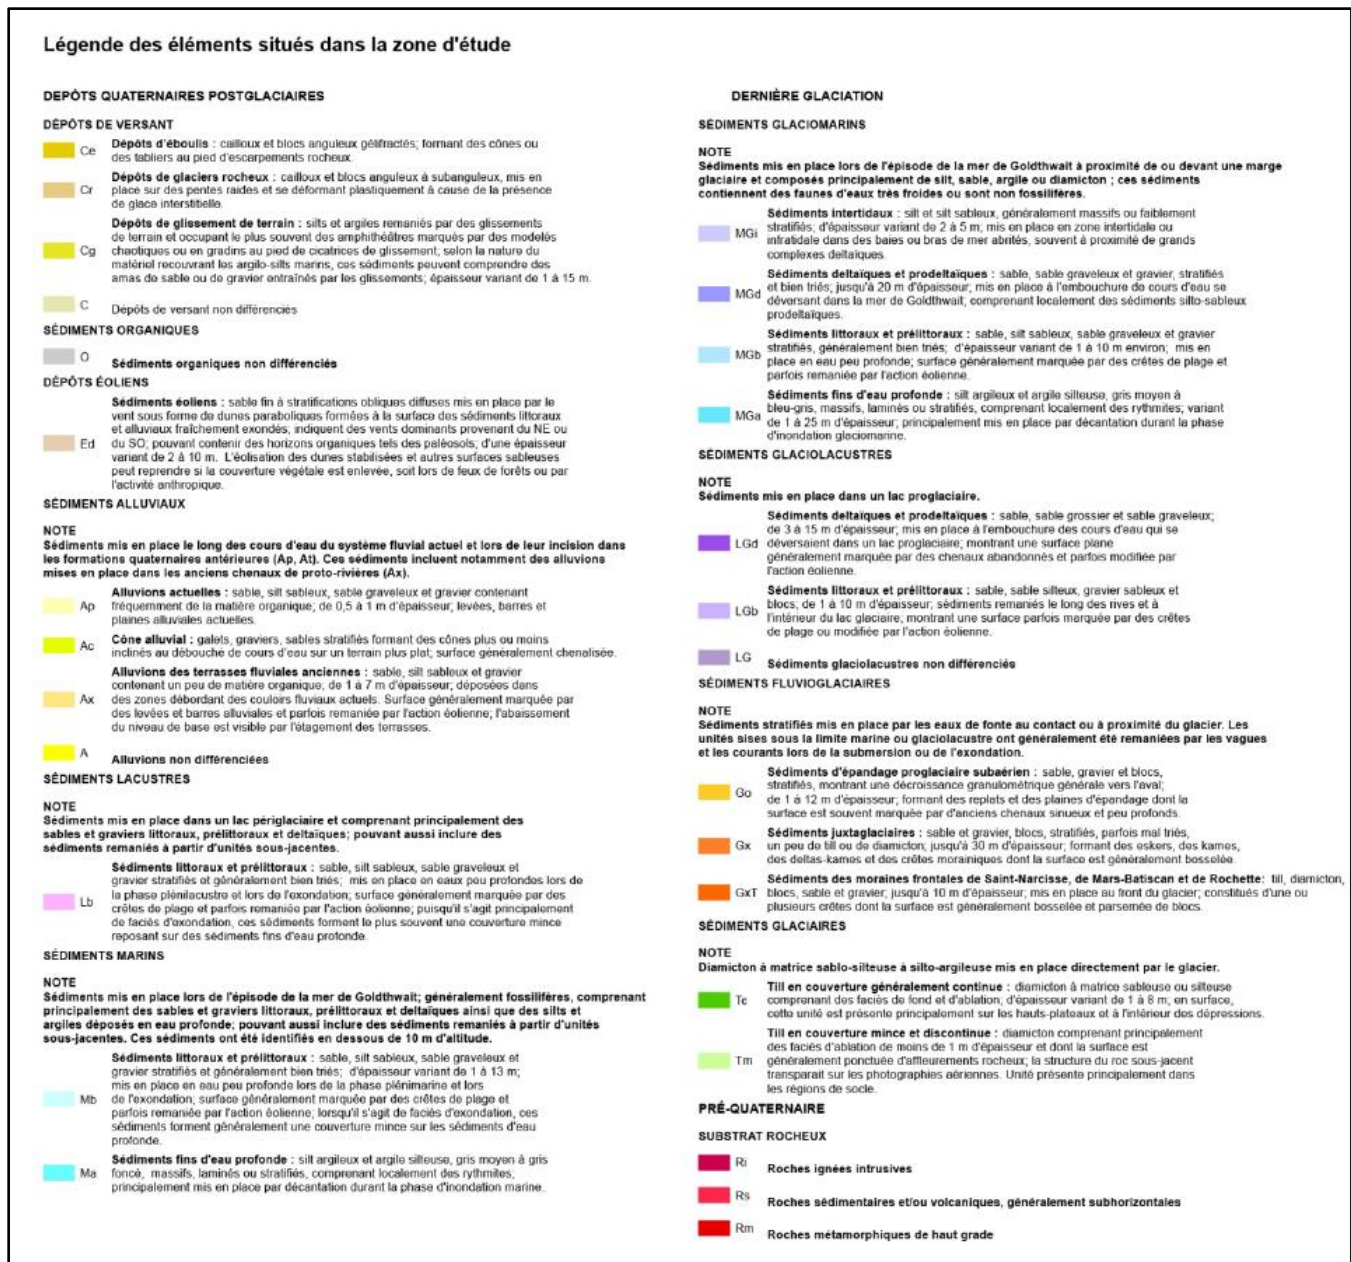 Légende des éléments situés dans la zone d'étude
DEPÔTS QUATERNAIRES POSTGLACIAIRES
DÉPÔTS DE VERSANT
Ce Dépôts d'éboulis : cailloux et blocs anguleux gélifractés; formant des cônes ou
des tabliers au pied d'escarpements rocheux.
Cr Dépôts de glaciers rocheux : cailloux et blocs anguleux à subanguleux, mis en
place sur des pentes raides et se déformant plastiquement à cause de la présence
de glace interstitielle.
Dépôts de glissement de terrain : silts et argiles remaniés par des glissements
de terrain et occupant le plus souvent des amphithéâtres marqués par des modelés
Cg chaotiques ou en gradins au pied de cicatrices de glissement; selon la nature du
matériel recouvrant les argilo-silts marins, ces sédiments peuvent comprendre des
amas de sable ou de gravier entraînés par les glissements; épaisseur variant de 1 à 15 m.
C Dépôts de versant non différenciés
SÉDIMENTS ORGANIQUES
O Sédiments organiques non différenciés
DÉPÔTS ÉOLIENS
Sédiments éoliens : sable fin à stratifications obliques diffuses mis en place par le
vent sous forme de dunes paraboliques formées à la surface des sédiments littoraux
et alluviaux fraîchement exondés; indiquent des vents dominants provenant du NE ou
Ed du SO; pouvant contenir des horizons organiques tels des paléosols; d'une épaisseur
variant de 2 à 10 m. L'éolisation des dunes stabilisées et autres surfaces sableuses
peut reprendre si la couverture végétale est enlevée, soit lors de feux de forêts ou par
l'activité anthropique.
SÉDIMENTS ALLUVIAUX
NOTE
Sédiments mis en place le long des cours d'eau du système fluvial actuel et lors de leur incision dans
les formations quaternaires antérieures (Ap, At). Ces sédiments incluent notamment des alluvions
mises en place dans les anciens chenaux de proto-rivières (Ax).
Alluvions actuelles : sable, silt sableux, sable graveleux et gravier contenant
Ap fréquemment de la matière organique; de 0,5 à 1 m d'épaisseur; levées, barres et
plaines alluviales actuelles.
Ac Cône alluvial : galets, graviers, sables stratifiés formant des cônes plus ou moins
inclinés au débouché de cours d'eau sur un terrain plus plat; surface généralement chenalisée.
Alluvions des terrasses fluviales anciennes : sable, silt sableux et gravier
contenant un peu de matière organique; de 1 à 7 m d'épaisseur; déposées dans
Ax des zones débordant des couloirs fluviaux actuels. Surface généralement marquée par
des levées et barres alluviales et parfois remaniée par l'action éolienne; l'abaissement
du niveau de base est visible par l'étagement des terrasses.
A Alluvions non différenciées
SÉDIMENTS LACUSTRES
NOTE
Sédiments mis en place dans un lac périglaciaire et comprenant principalement des
sables et graviers littoraux, prélittoraux et deltaïques; pouvant aussi inclure des
sédiments remaniés à partir d'unités sous-jacentes.
Sédiments littoraux et prélittoraux : sable, silt sableux, sable graveleux et
gravier stratifiés et généralement bien triés; mis en place en eaux peu profondes lors de
Lb la phase plénilacustre et lors de l'exondation; surface généralement marquée par des
crêtes de plage et parfois remaniée par l'action éolienne; puisqu'il s'agit principalement
de faciès d'exondation, ces sédiments forment le plus souvent une couverture mince
reposant sur des sédiments fins d'eau profonde.
SÉDIMENTS MARINS
NOTE
Sédiments mis en place lors de l'épisode de la mer de Goldthwait; généralement fossilifères, comprenant
principalement des sables et graviers littoraux, prélittoraux et deltaïques ainsi que des silts et
argiles déposés en eau profonde; pouvant aussi inclure des sédiments remaniés à partir d'unités
sous-jacentes. Ces sédiments ont été identifiés en dessous de 10 m d'altitude.
Sédiments littoraux et prélittoraux : sable, silt sableux, sable graveleux et
gravier stratifiés et généralement bien triés; d'épaisseur variant de 1 à 13 m;
mis en place en eau peu profonde lors de la phase plénimarine et lors
Mb de l'exondation; surface généralement marquée par des crêtes de plage et
parfois remaniée par l'action éolienne; lorsqu'il s'agit de faciès d'exondation, ces
sédiments forment généralement une couverture mince sur les sédiments d'eau
profonde.
Sédiments fins d'eau profonde : silt argileux et argile silteuse, gris moyen à gris
Ma foncé, massifs, laminés ou stratifiés, comprenant localement des rythmites;
principalement mis en place par décantation durant la phase d'inondation marine.
DERNIÈRE GLACIATION
SÉDIMENTS GLACIOMARINS
NOTE
Sédiments mis en place lors de l'épisode de la mer de Goldthwait à proximité de ou devant une marge
glaciaire et composés principalement de silt, sable, argile ou diamicton ; ces sédiments
contiennent des faunes d'eaux très froides ou sont non fossilifères.
Sédiments intertidaux : silt et silt sableux, généralement massifs ou faiblement
MGi stratifiés; d'épaisseur variant de 2 à 5 m; mis en place en zone intertidale ou
infratidale dans des baies ou bras de mer abrités, souvent à proximité de grands
complexes deltaïques.
Sédiments deltaïques et prodeltaïques : sable, sable graveleux et gravier, stratifiés
MGd et bien triés; jusqu'à 20 m d'épaisseur; mis en place à l'embouchure de cours d'eau se
déversant dans la mer de Goldthwait; comprenant localement des sédiments silto-sableux
prodeltaïques.
Sédiments littoraux et prélittoraux : sable, silt sableux, sable graveleux et gravier
MGb stratifiés, généralement bien triés; d'épaisseur variant de 1 à 10 m environ; mis en
place en eau peu profonde; surface généralement marquée par des crêtes de plage et
parfois remaniée par l'action éolienne.
Sédiments fins d'eau profonde : silt argileux et argile silteuse, gris moyen à
MGa bleu-gris, massifs, laminés ou stratifiés, comprenant localement des rythmites; variant
de 1 à 25 m d'épaisseur; principalement mis en place par décantation durant la phase
d'inondation glaciomarine.
SÉDIMENTS GLACIOLACUSTRES
NOTE
Sédiments mis en place dans un lac proglaciaire.
Sédiments deltaïques et prodeltaïques : sable, sable grossier et sable graveleux;
de 3 à 15 m d'épaisseur; mis en place à l'embouchure des cours d'eau qui se
LGd déversaient dans un lac proglaciaire; montrant une surface plane
généralement marquée par des chenaux abandonnés et parfois modifiée par
l'action éolienne.
Sédiments littoraux et prélittoraux : sable, sable silteux, gravier sableux et
LGb blocs; de 1 à 10 m d'épaisseur; sédiments remaniés le long des rives et à
l'intérieur du lac glaciaire; montrant une surface parfois marquée par des crêtes
de plage ou modifiée par l'action éolienne.
LG Sédiments glaciolacustres non différenciés
SÉDIMENTS FLUVIOGLACIAIRES
NOTE
Sédiments stratifiés mis en place par les eaux de fonte au contact ou à proximité du glacier. Les
unités sises sous la limite marine ou glaciolacustre ont généralement été remaniées par les vagues
et les courants lors de la submersion ou de l'exondation.
Sédiments d'épandage proglaciaire subaérien : sable, gravier et blocs,
Go stratifiés, montrant une décroissance granulométrique générale vers l'aval;
de 1 à 12 m d'épaisseur; formant des replats et des plaines d'épandage dont la
surface est souvent marquée par d'anciens chenaux sinueux et peu profonds.
Sédiments juxtaglaciaires : sable et gravier, blocs, stratifiés, parfois mal triés,
Gx un peu de till ou de diamicton; jusqu'à 30 m d'épaisseur; formant des eskers, des kames,
des deltas-kames et des crêtes morainiques dont la surface est généralement bosselée.
Sédiments des moraines frontales de Saint-Narcisse, de Mars-Batiscan et de Rochette: till, diamicton,
GxT blocs, sable et gravier; jusqu'à 10 m d'épaisseur; mis en place au front du glacier; constitués d'une ou
plusieurs crêtes dont la surface est généralement bosselée et parsemée de blocs.
SÉDIMENTS GLACIAIRES
NOTE
Diamicton à matrice sablo-silteuse à silto-argileuse mis en place directement par le glacier.
Till en couverture généralement continue : diamicton à matrice sableuse ou silteuse
Tc comprenant des faciès de fond et d'ablation; d'épaisseur variant de 1 à 8 m; en surface,
cette unité est présente principalement sur les hauts-plateaux et à l'intérieur des dépressions.
Till en couverture mince et discontinue : diamicton comprenant principalement
des faciès d'ablation de moins de 1 m d'épaisseur et dont la surface est
Tm généralement ponctuée d'affleurements rocheux; la structure du roc sous-jacent
transparait sur les photographies aériennes. Unité présente principalement dans
les régions de socle.
PRÉ-QUATERNAIRE
SUBSTRAT ROCHEUX
Ri Roches ignées intrusives
Rs Roches sédimentaires et/ou volcaniques, généralement subhorizontales
Rm Roches métamorphiques de haut grade